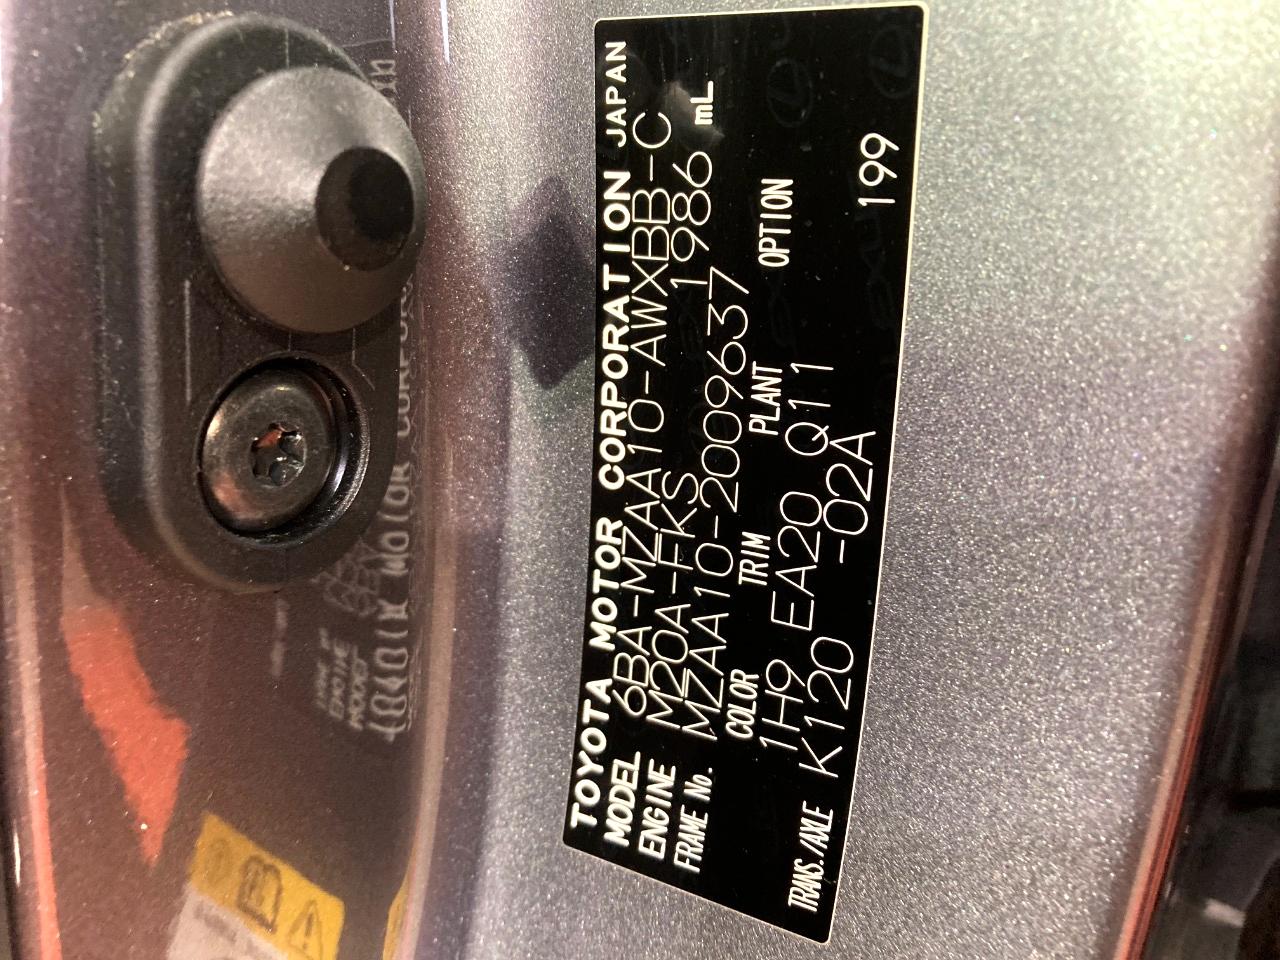 TOYOTA MOTOR CORPORATION JAPAN
MODEL 6BA-MZAA10-AWXBB-C
ENGINE M20A-FKS 1986 mL
FRAME No. MZAA10-2009637
COLOR TRIM PLANT OPTION
1H9 EA20 Q11 199
TRANS./AXLE K120 -02A